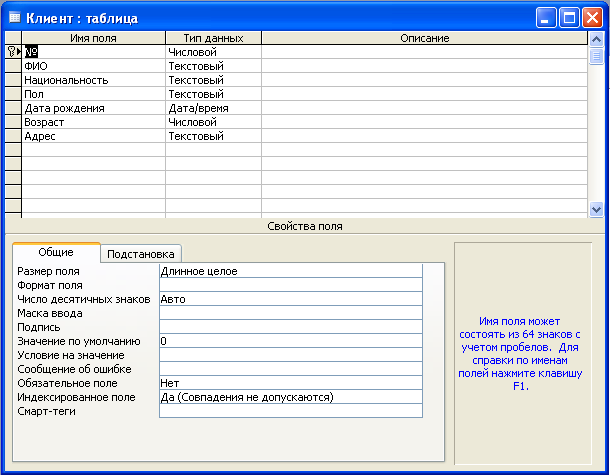 Клиент : таблица
Имя поля Тип данных Описание
№ Числовой
ФИО Текстовый
Национальность Текстовый
Пол Текстовый
Дата рождения Дата/время
Возраст Числовой
Адрес Текстовый
Свойства поля
Общие Подстановка
Размер поля Длинное целое
Формат поля
Число десятичных знаков Авто
Маска ввода
Подпись
Значение по умолчанию 0
Условие на значение
Сообщение об ошибке
Обязательное поле Нет
Индексированное поле Да (Совпадения не допускаются)
Смарт-теги
Имя поля может
состоять из 64 знаков с
учетом пробелов. Для
справки по именам
полей нажмите клавишу
F1.